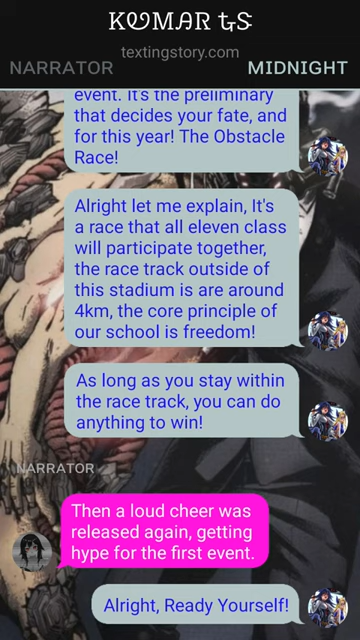 KUMAR GS
textingstory.com
NARRATOR
MIDNIGHT
event. It's the preliminary
that decides your fate, and
for this year! The Obstacle
Race!
Alright let me explain, It's
a race that all eleven class
will participate together,
the race track outside of
this stadium is are around
4km, the core principle of
our school is freedom!
As long as you stay within
the race track, you can do
anything to win!
NARRATOR
Then a loud cheer was
released again, getting
hype for the first event.
Alright, Ready Yourself!